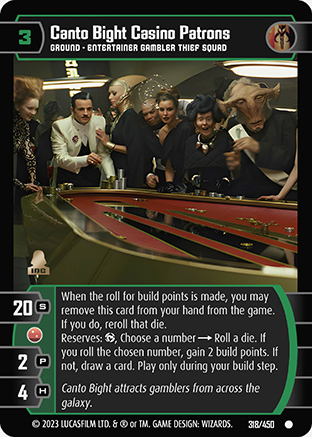 3
Canto Bight Casino Patrons
GROUND - ENTERTAINER GAMBLER THIEF SQUAD
IDC
20 S
2 P
4 H
When the roll for build points is made, you may
remove this card from your hand from the game.
If you do, reroll that die.
Reserves: , Choose a number → Roll a die. If
you roll the chosen number, gain 2 build points. If
not, draw a card. Play only during your build step.
Canto Bight attracts gamblers from across the
galaxy.
© 2023 LUCASFILM LTD. & ® OR TM. GAME DESIGN: WIZARDS.
318/450